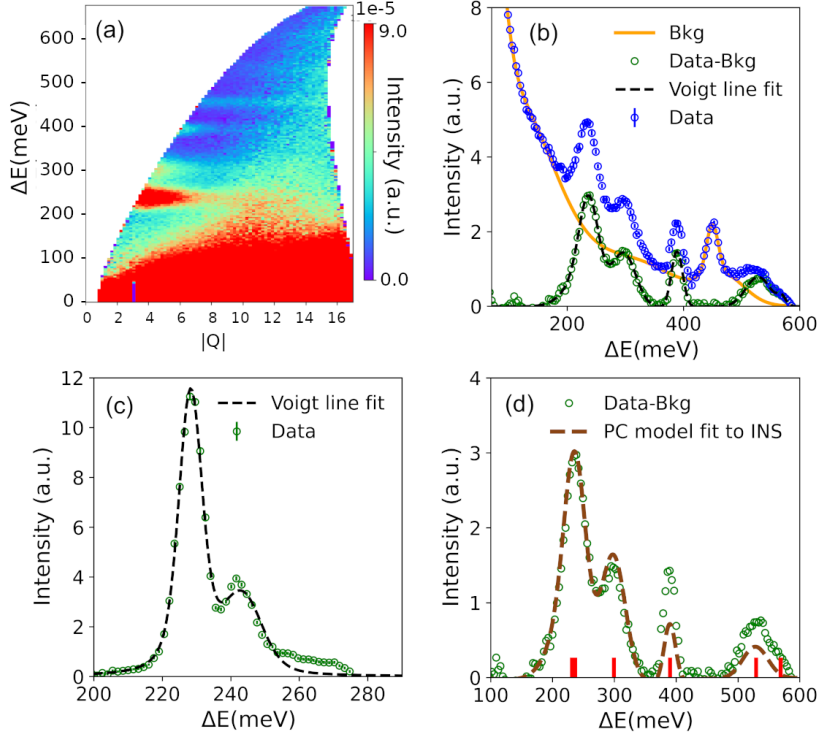 (a)
1e-5
9.0
Intensity (a.u.)
0.0
600
500
400
300
200
100
0
ΔE(meV)
0 2 4 6 8 10 12 14 16
|Q|
(b)
Bkg
Data-Bkg
Voigt line fit
Data
8
6
4
2
0
Intensity (a.u.)
200 400 600
ΔE(meV)
(c)
Voigt line fit
Data
12
10
8
6
4
2
0
Intensity (a.u.)
200 220 240 260 280
ΔE(meV)
(d)
Data-Bkg
PC model fit to INS
4
3
2
1
0
Intensity (a.u.)
100 200 300 400 500 600
ΔE(meV)